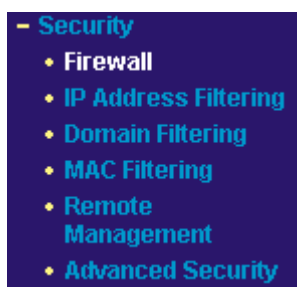 – Security
• Firewall
• IP Address Filtering
• Domain Filtering
• MAC Filtering
• Remote
Management
• Advanced Security